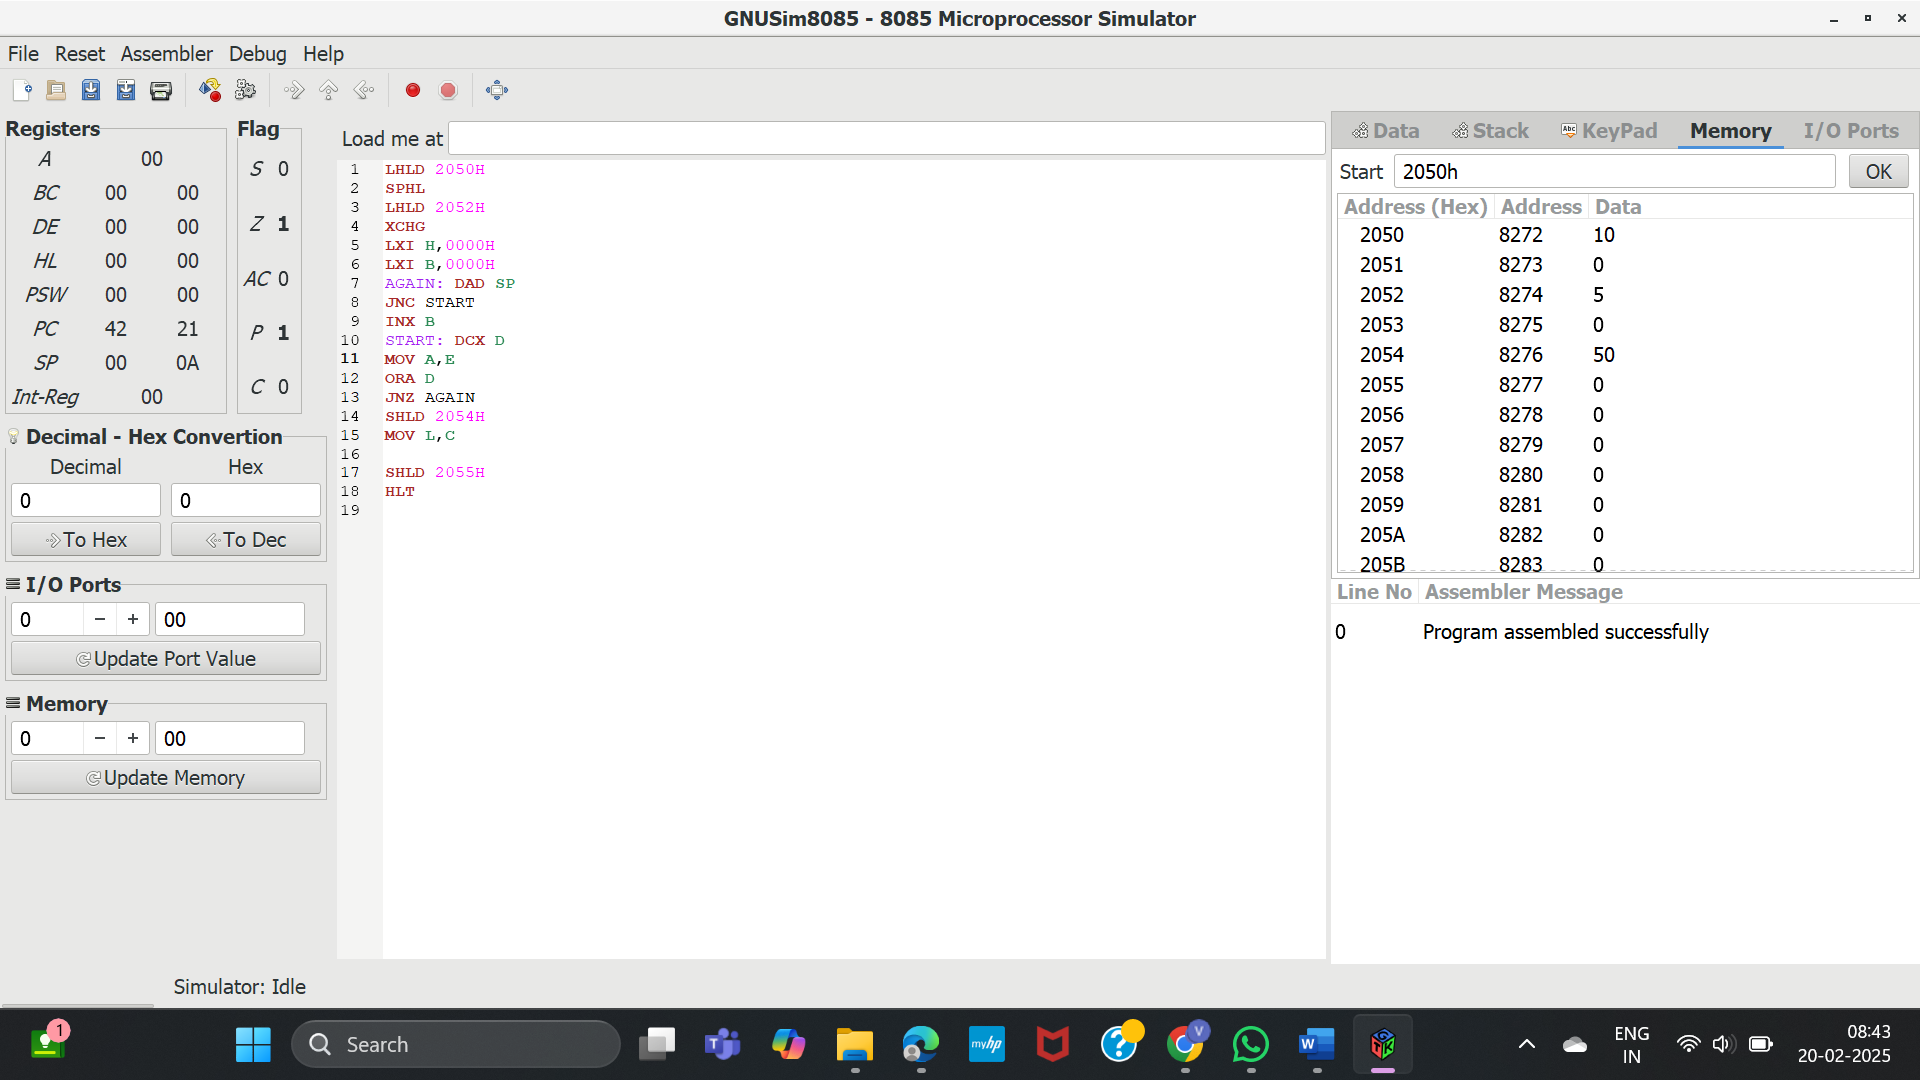 GNUSim8085 - 8085 Microprocessor Simulator
File Reset Assembler Debug Help
Registers
A 00
BC 00 00
DE 00 00
HL 00 00
PSW 00 00
PC 42 21
SP 00 0A
Int-Reg 00
Flag
S 0
Z 1
AC 0
P 1
C 0
Decimal - Hex Convertion
Decimal Hex
0 0
To Hex To Dec
I/O Ports
0 − + 00
Update Port Value
Memory
0 − + 00
Update Memory
Load me at
1 LHLD 2050H
2 SPHL
3 LHLD 2052H
4 XCHG
5 LXI H,0000H
6 LXI B,0000H
7 AGAIN: DAD SP
8 JNC START
9 INX B
10 START: DCX D
11 MOV A,E
12 ORA D
13 JNZ AGAIN
14 SHLD 2054H
15 MOV L,C
16
17 SHLD 2055H
18 HLT
19
Data Stack Abc KeyPad Memory I/O Ports
Start 2050h OK
Address (Hex) Address Data
2050 8272 10
2051 8273 0
2052 8274 5
2053 8275 0
2054 8276 50
2055 8277 0
2056 8278 0
2057 8279 0
2058 8280 0
2059 8281 0
205A 8282 0
205B 8283 0
Line No Assembler Message
0 Program assembled successfully
Simulator: Idle
1
Search
T
myhp
?
V
W
ENG
IN
08:43
20-02-2025